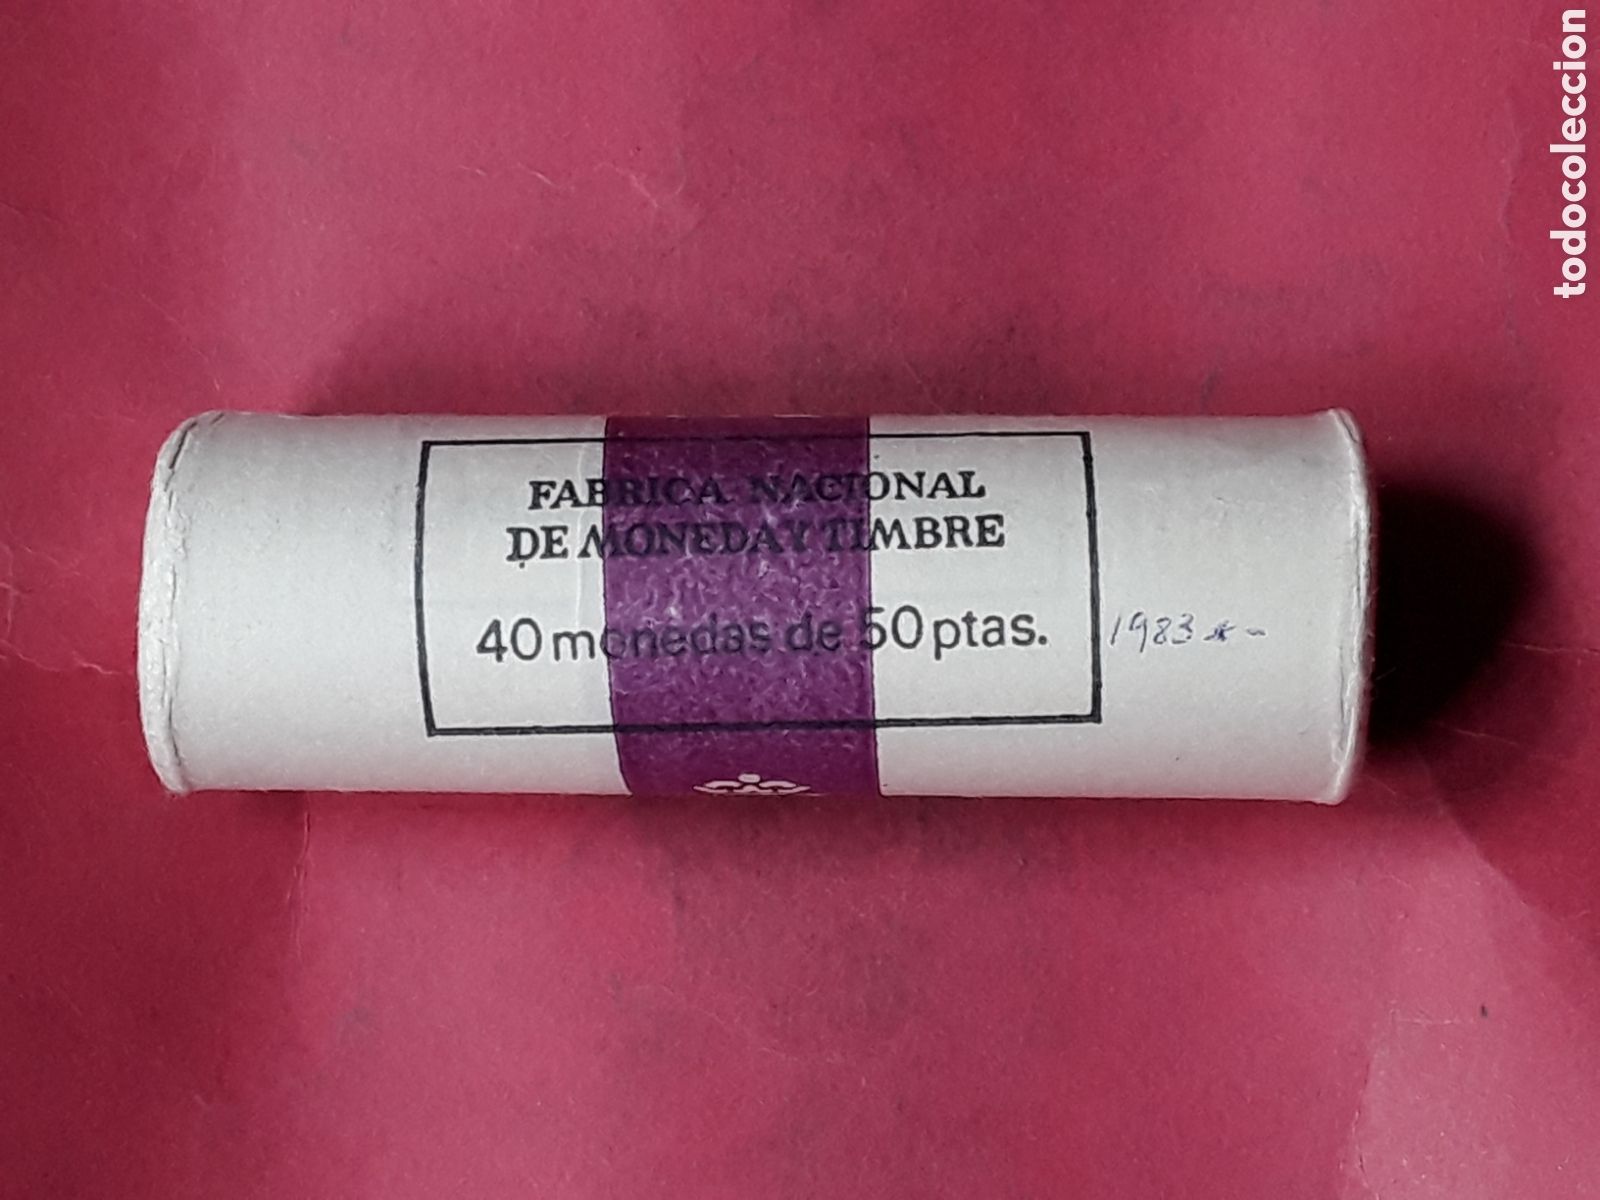 FABRICA NACIONAL
DE MONEDA Y TIMBRE
40 monedas de 50 ptas.
1983 *-
todocoleccion